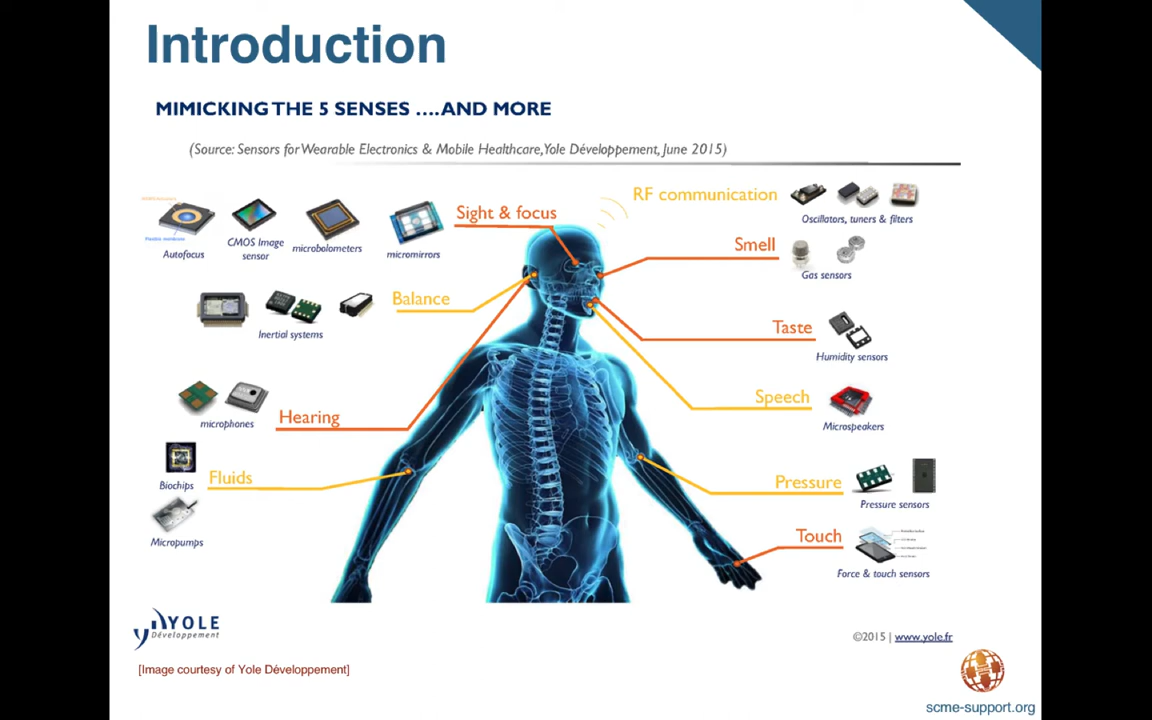 Introduction
MIMICKING THE 5 SENSES ....AND MORE
(Source: Sensors for Wearable Electronics & Mobile Healthcare,Yole Développement, June 2015)
RF communication
Oscillators, tuners & filters
Sight & focus
Autofocus
CMOS Image
sensor
microbolometers
micromirrors
Smell
Gas sensors
Balance
Inertial systems
Taste
Humidity sensors
Hearing
microphones
Speech
Microspeakers
Fluids
Biochips
Micropumps
Pressure
Pressure sensors
Touch
Force & touch sensors
YOLE
Développement
©2015 | www.yole.fr
[Image courtesy of Yole Développement]
scme-support.org